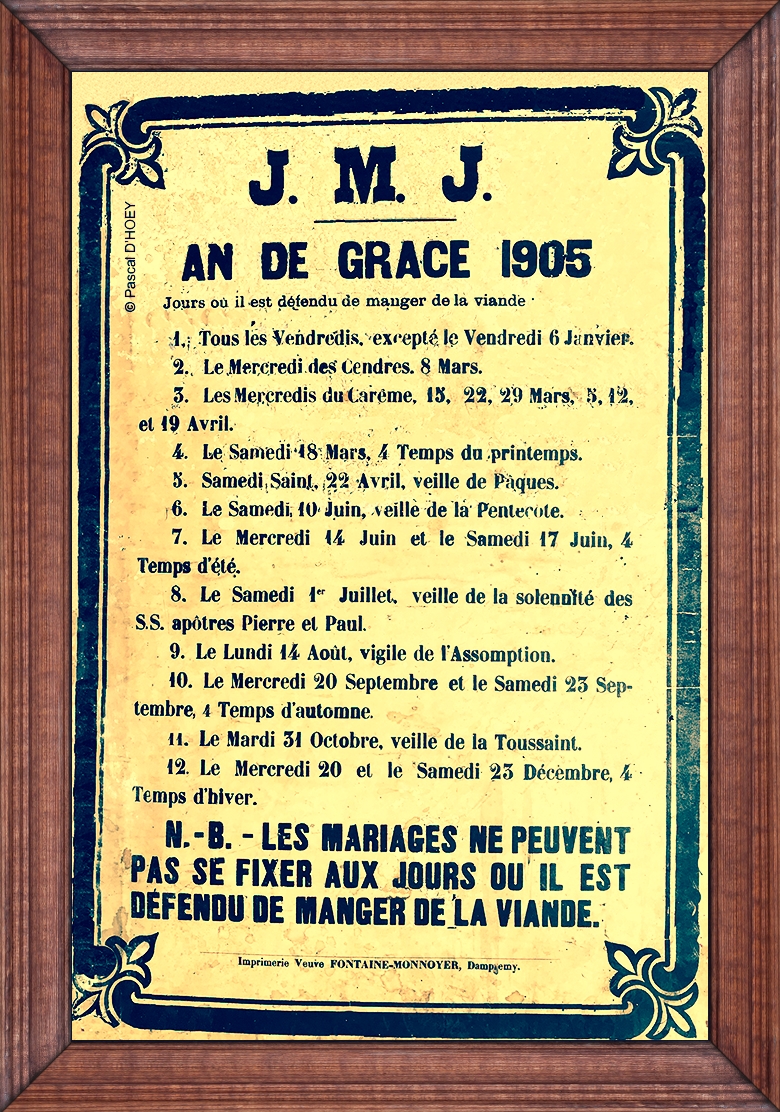 J. M. J.
AN DE GRACE 1905
© Pascal D'HOEY
Jours où il est défendu de manger de la viande
1. Tous les Vendredis, excepté le Vendredi 6 Janvier.
2. Le Mercredi des Cendres. 8 Mars.
3. Les Mercredis du Carême, 15, 22, 29 Mars, 5, 12,
et 19 Avril.
4. Le Samedi 18 Mars, 4 Temps du printemps.
5. Samedi Saint, 22 Avril, veille de Pâques.
6. Le Samedi, 10 Juin, veille de la Pentecote.
7. Le Mercredi 14 Juin et le Samedi 17 Juin, 4
Temps d'été.
8. Le Samedi 1er Juillet, veille de la solennité des
S.S. apôtres Pierre et Paul.
9. Le Lundi 14 Août, vigile de l'Assomption.
10. Le Mercredi 20 Septembre et le Samedi 23 Sep-
tembre, 4 Temps d'automne.
11. Le Mardi 31 Octobre, veille de la Toussaint.
12. Le Mercredi 20 et le Samedi 23 Décembre, 4
Temps d'hiver.
N.-B. - LES MARIAGES NE PEUVENT
PAS SE FIXER AUX JOURS OU IL EST
DÉFENDU DE MANGER DE LA VIANDE.
Imprimerie Veuve FONTAINE-MONNOYER, Dampremy.